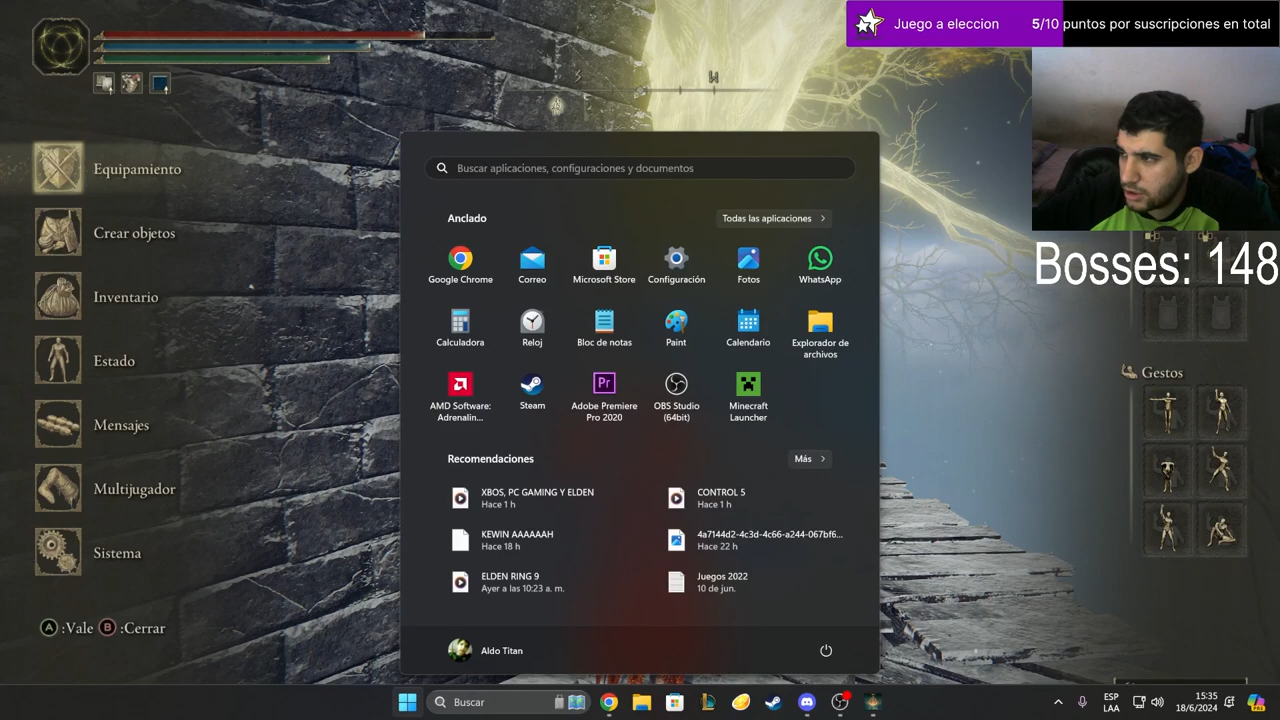 Juego a eleccion 5/10 puntos por suscripciones en total
S W
Equipamiento
Crear objetos
Inventario
Estado
Mensajes
Multijugador
Sistema
A :Vale B :Cerrar
Bosses: 148
Gestos
Buscar aplicaciones, configuraciones y documentos
Anclado Todas las aplicaciones
Google Chrome Correo Microsoft Store Configuración Fotos WhatsApp
Calculadora Reloj Bloc de notas Paint Calendario Explorador de
archivos
AMD Software: Steam Adobe Premiere OBS Studio Minecraft
Adrenalin... Pro 2020 (64bit) Launcher
Recomendaciones Más
XBOS, PC GAMING Y ELDEN CONTROL 5
Hace 1 h Hace 1 h
KEWIN AAAAAAH 4a7144d2-4c3d-4c66-a244-067bf6...
Hace 18 h Hace 22 h
ELDEN RING 9 Juegos 2022
Ayer a las 10:23 a. m. 10 de jun.
Aldo Titan
Buscar
ESP 15:35
LAA 18/6/2024